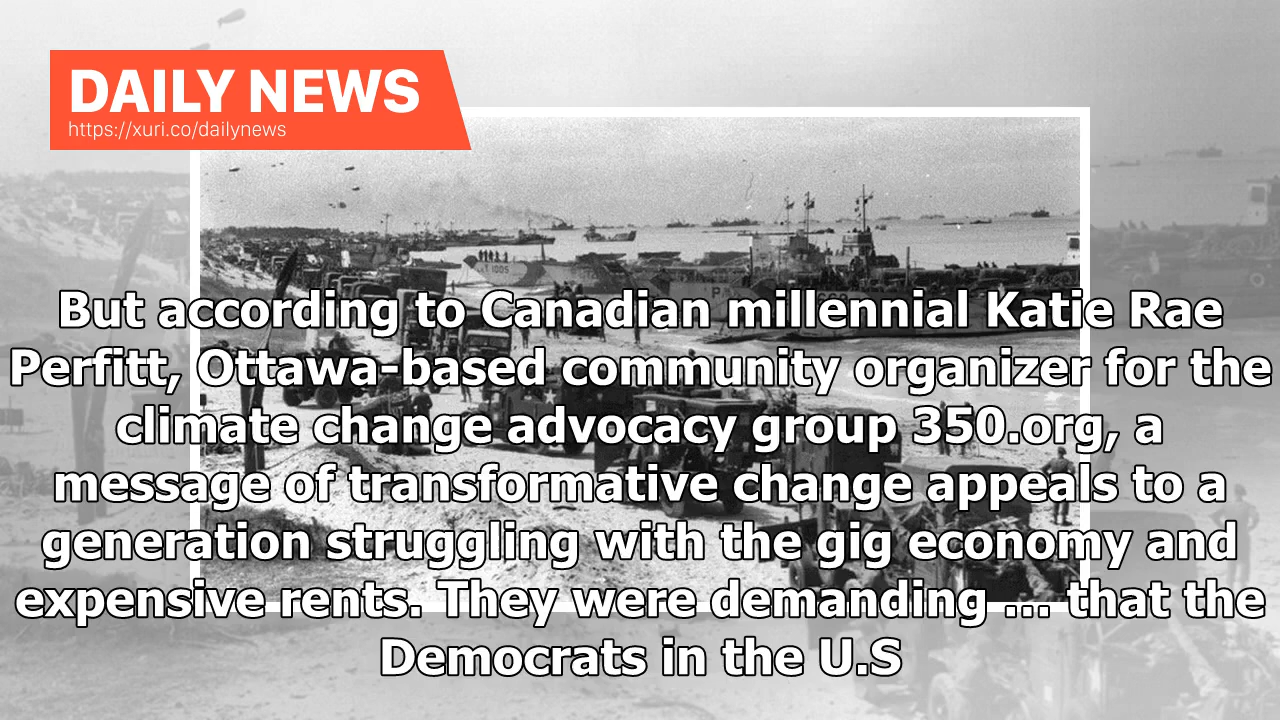 DAILY NEWS
https://xuri.co/dailynews
T 1005
But according to Canadian millennial Katie Rae
Perfitt, Ottawa-based community organizer for the
climate change advocacy group 350.org, a
message of transformative change appeals to a
generation struggling with the gig economy and
expensive rents. They were demanding ... that the
Democrats in the U.S